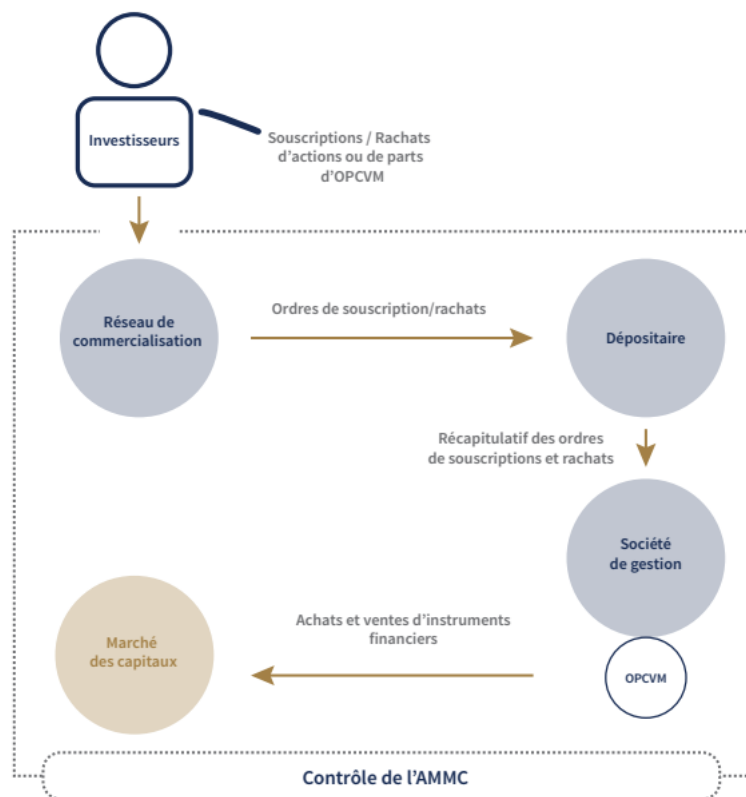 Investisseurs
Souscriptions / Rachats
d'actions ou de parts
d'OPCVM
Réseau de
commercialisation
Ordres de souscription/rachats
Dépositaire
Récapitulatif des ordres
de souscriptions et rachats
Société
de gestion
Achats et ventes d'instruments
financiers
Marché
des capitaux
OPCVM
Contrôle de l'AMMC